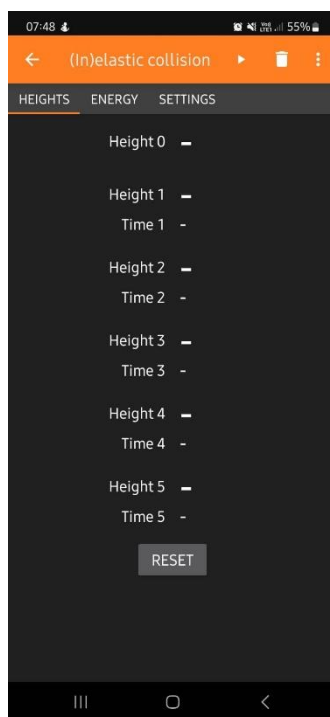 07:48 55%
(In)elastic collision
HEIGHTS ENERGY SETTINGS
Height 0 –
Height 1 –
Time 1 -
Height 2 –
Time 2 -
Height 3 –
Time 3 -
Height 4 –
Time 4 -
Height 5 –
Time 5 -
RESET